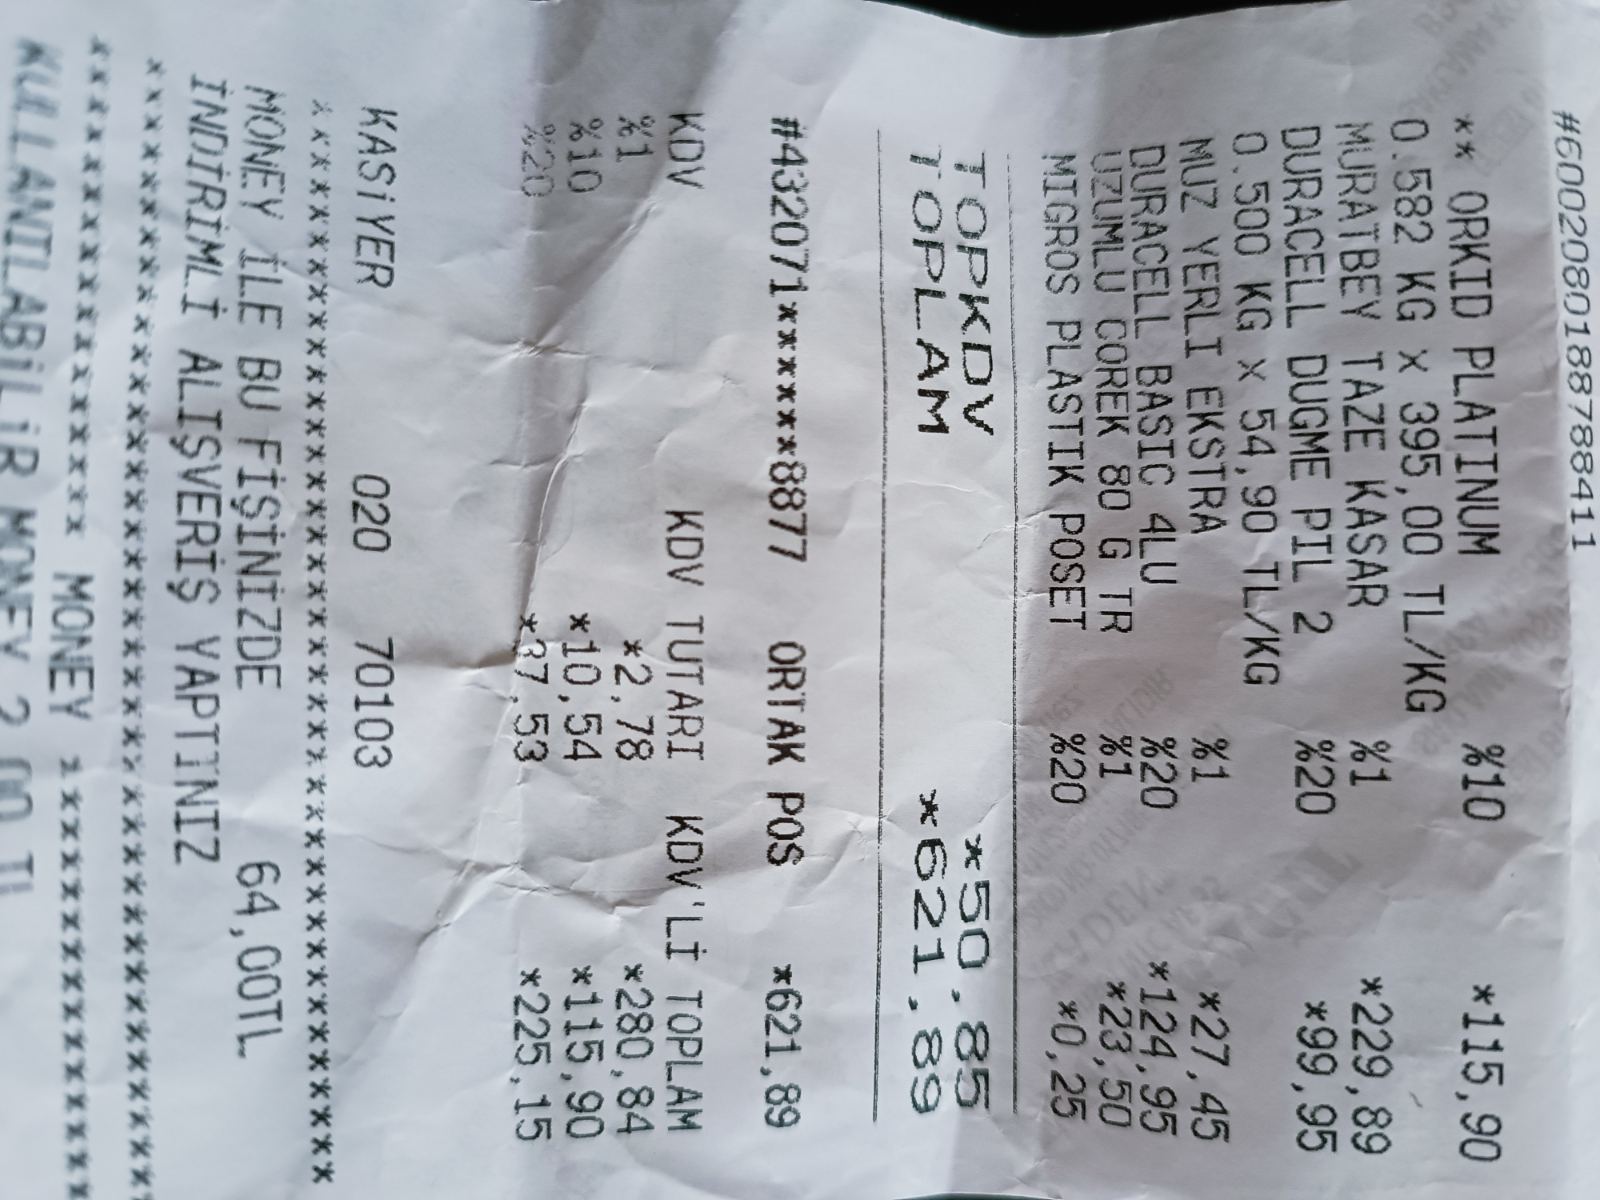 #6002080188788411
** ORKID PLATINUM %10 *115,90
0.582 KG x 395,00 TL/KG
MURATBEY TAZE KASAR %1 *229,89
DURACELL DUGME PIL 2 %20 *99,95
0.500 KG x 54,90 TL/KG
MUZ YERLI EKSTRA %1 *27,45
DURACELL BASIC 4LU %20 *124,95
UZUMLU COREK 80 G TR %1 *23,50
MIGROS PLASTIK POSET %20 *0,25
TOPKDV *50.85
TOPLAM *621.89
#432071******8877 ORTAK POS *621,89
KDV KDV TUTARI KDV'Lİ TOPLAM
%1 *2,78 *280,84
%10 *10,54 *115,90
%20 *37,53 *225,15
KASİYER 020 70103
MONEY İLE BU FİŞİNİZDE 64,00TL
İNDİRİMLİ ALIŞVERİŞ YAPTINIZ
MONEY
KULLANILABİLİR MONEY 2,00 TL